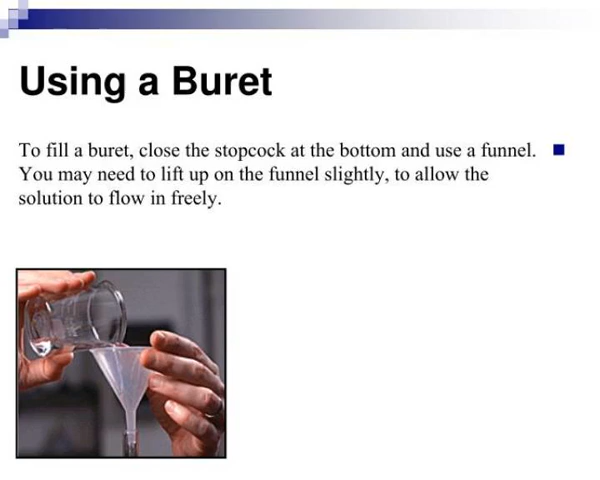 Using a Buret
To fill a buret, close the stopcock at the bottom and use a funnel.
You may need to lift up on the funnel slightly, to allow the
solution to flow in freely.